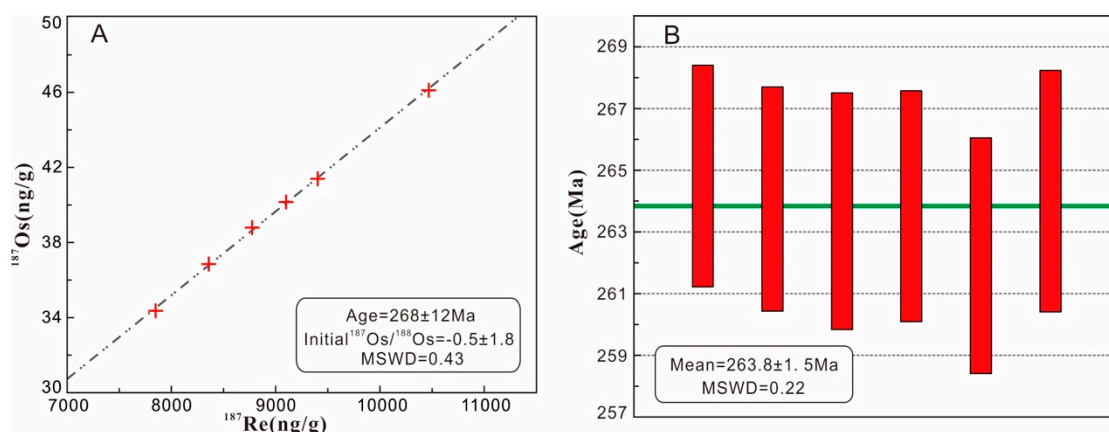 A
50
46
42
38
34
30
¹⁸⁷Os(ng/g)
7000 8000 9000 10000 11000
¹⁸⁷Re(ng/g)
Age=268±12Ma
Initial¹⁸⁷Os/¹⁸⁸Os=-0.5±1.8
MSWD=0.43
B
269
267
265
263
261
259
257
Age(Ma)
Mean=263.8±1.5Ma
MSWD=0.22